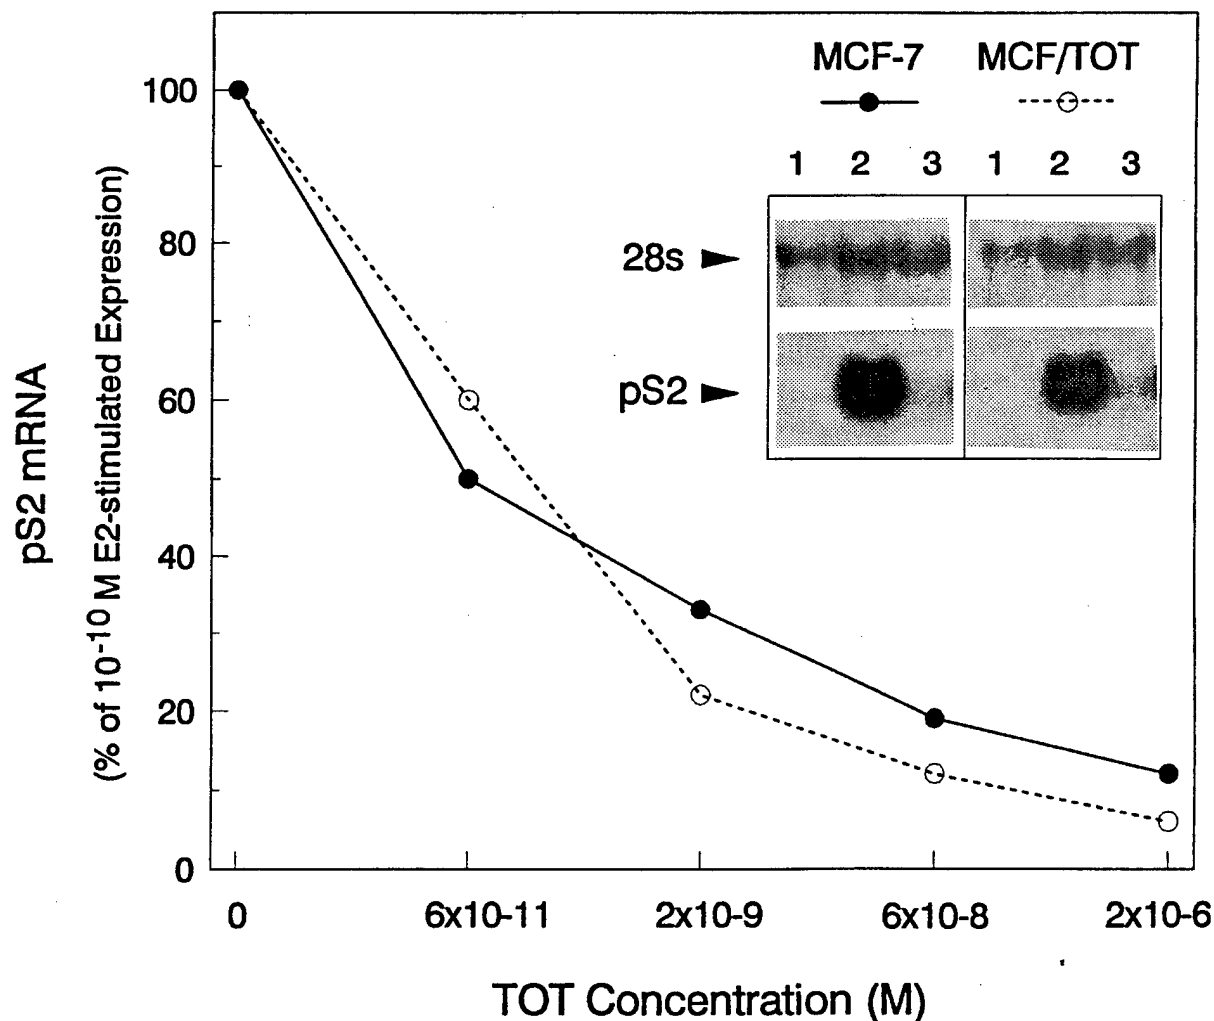 MCF-7 MCF/TOT
1 2 3 1 2 3
28s
pS2
100
80
60
40
20
0
pS2 mRNA
(% of 10-10 M E2-stimulated Expression)
0 6x10-11 2x10-9 6x10-8 2x10-6
TOT Concentration (M)